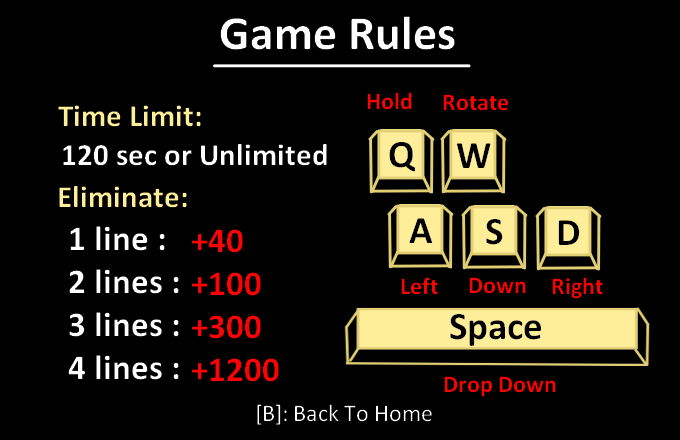 Game Rules
Time Limit:
120 sec or Unlimited
Eliminate:
1 line : +40
2 lines : +100
3 lines : +300
4 lines : +1200
Hold Rotate
Q W
A S D
Left Down Right
Space
Drop Down
[B]: Back To Home